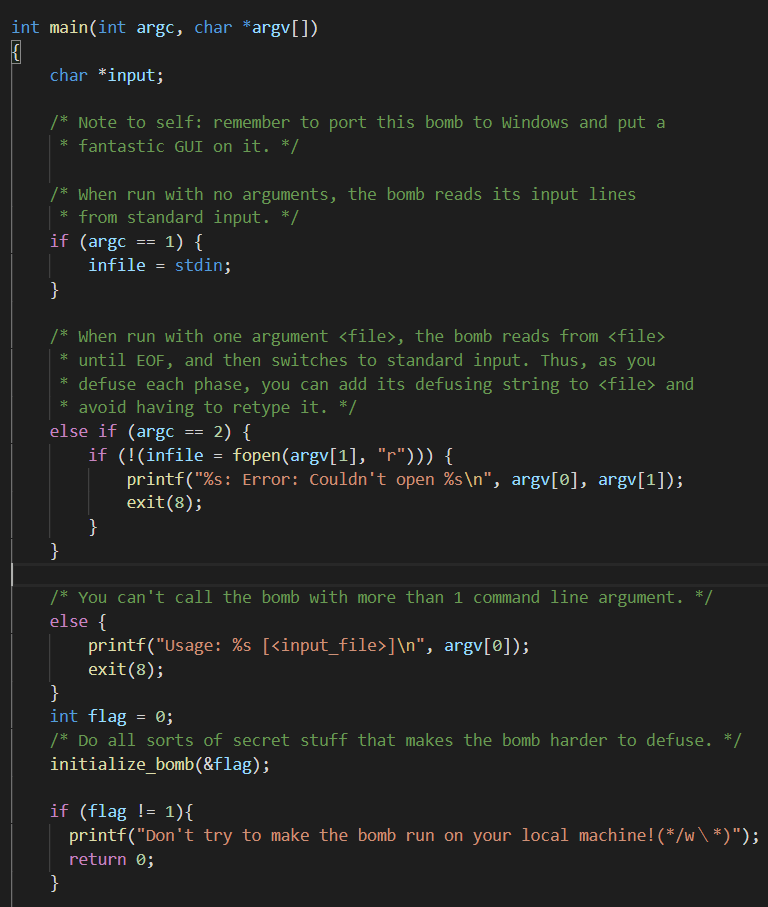 int main(int argc, char *argv[])
{
    char *input;

    /* Note to self: remember to port this bomb to Windows and put a
     * fantastic GUI on it. */

    /* When run with no arguments, the bomb reads its input lines
     * from standard input. */
    if (argc == 1) {
        infile = stdin;
    }

    /* When run with one argument <file>, the bomb reads from <file>
     * until EOF, and then switches to standard input. Thus, as you
     * defuse each phase, you can add its defusing string to <file> and
     * avoid having to retype it. */
    else if (argc == 2) {
        if (!(infile = fopen(argv[1], "r"))) {
            printf("%s: Error: Couldn't open %s\n", argv[0], argv[1]);
            exit(8);
        }
    }

    /* You can't call the bomb with more than 1 command line argument. */
    else {
        printf("Usage: %s [<input_file>]\n", argv[0]);
        exit(8);
    }
    int flag = 0;
    /* Do all sorts of secret stuff that makes the bomb harder to defuse. */
    initialize_bomb(&flag);

    if (flag != 1){
      printf("Don't try to make the bomb run on your local machine!(*/w＼*)");
      return 0;
    }